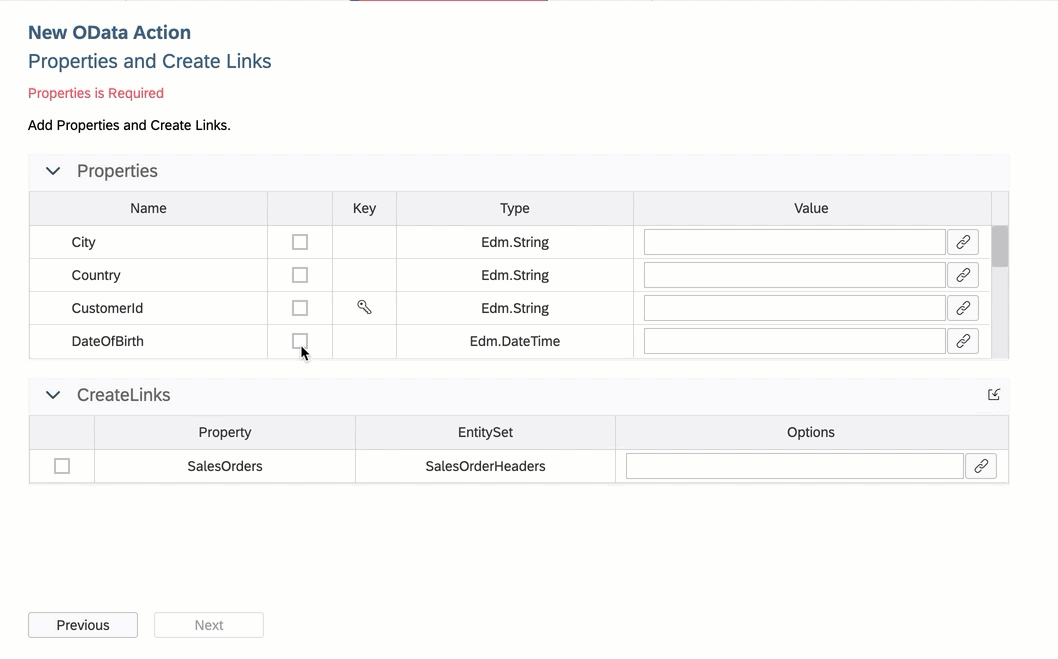 New OData Action
Properties and Create Links
Properties is Required
Add Properties and Create Links.
Properties
Name Key Type Value
City Edm.String
Country Edm.String
CustomerId Edm.String
DateOfBirth Edm.DateTime
CreateLinks
Property EntitySet Options
SalesOrders SalesOrderHeaders
Previous Next